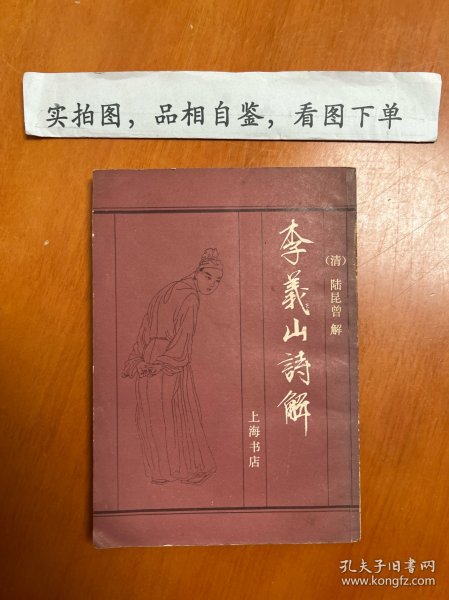 实拍图，品相自鉴，看图下单
李義山詩解
（清）陆昆曾 解
上海书店
孔夫子旧书网
www.kongfz.com